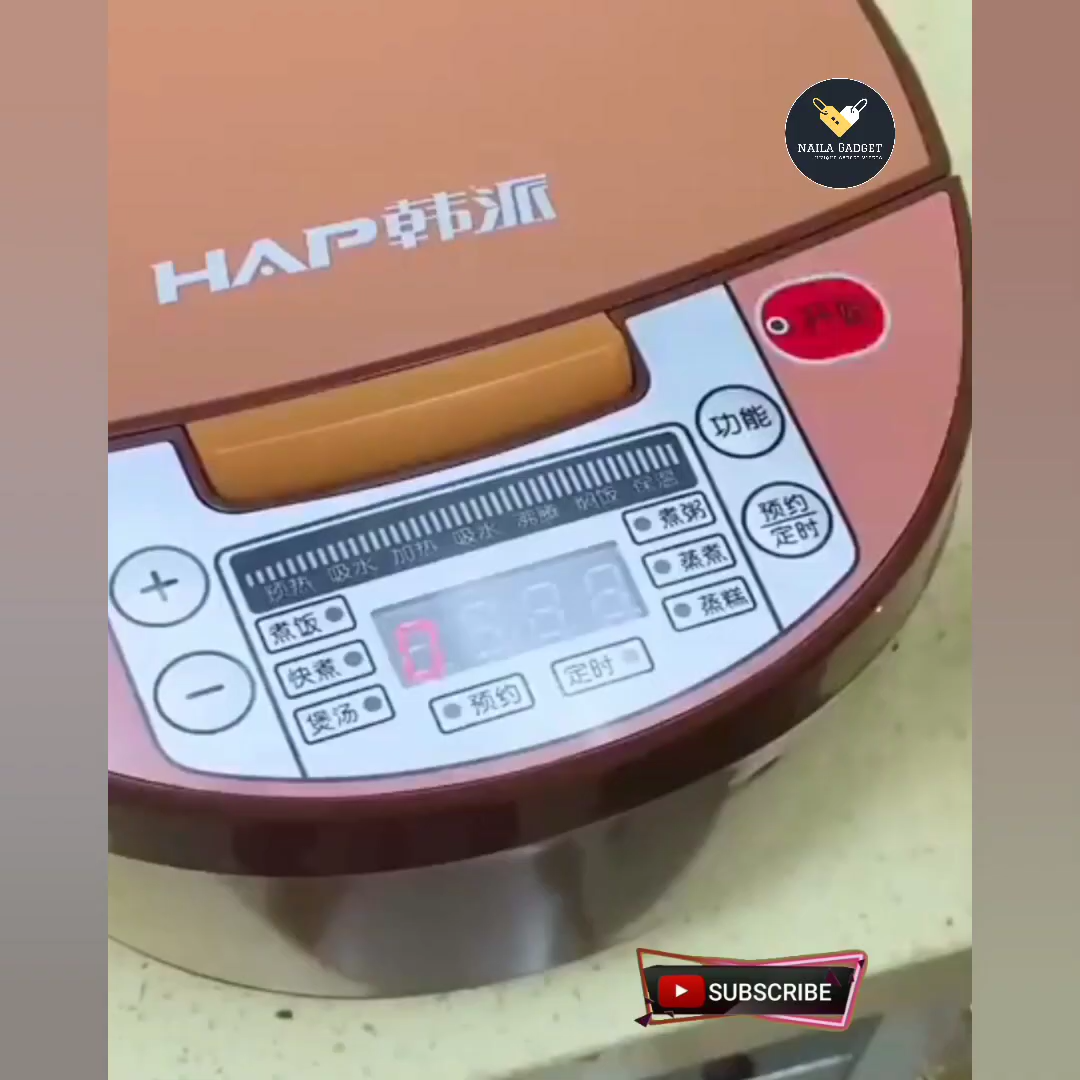 NAILA GADGET
HAP韩派
功能
预约
定时
预热 吸水 加热 吸水 沸腾 焖饭 保温
煮粥
蒸煮
蒸糕
+
煮饭
快煮
煲汤
−
0
预约
定时
SUBSCRIBE